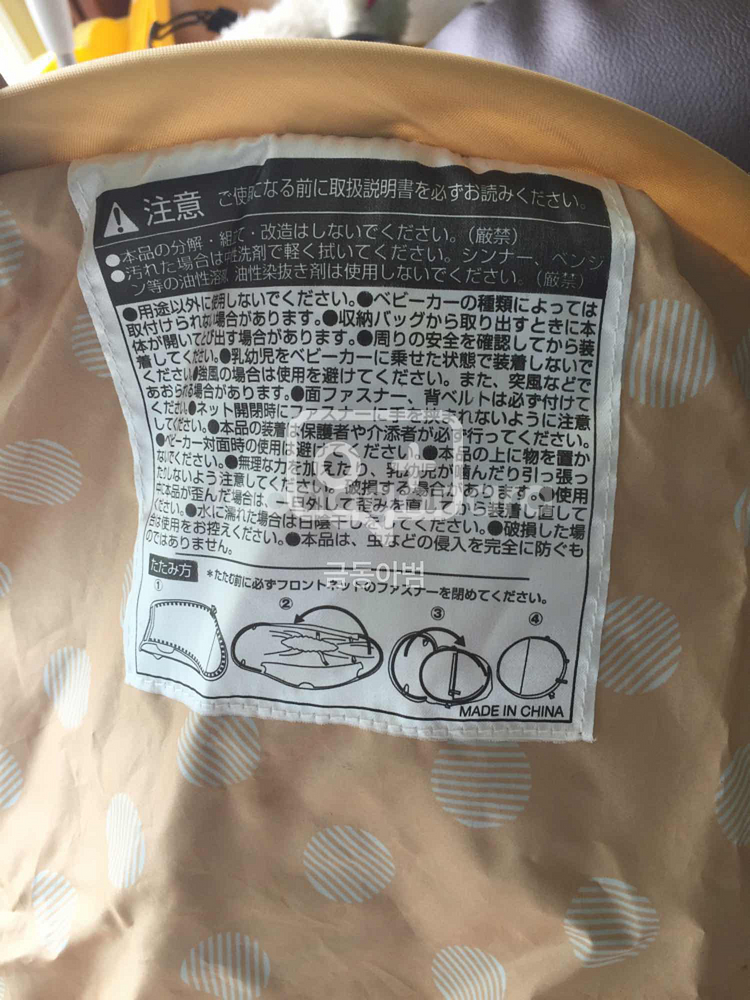 注意 ご使用になる前に取扱説明書を必ずお読みください。
●本品の分解・組立・改造はしないでください。(厳禁)
●汚れた場合は中性洗剤で軽く拭いてください。シンナー、ベンジ
ン等の油性溶剤 油性染抜き剤は使用しないでください。(厳禁)
●用途以外に使用しないでください。●ベビーカーの種類によっては
取付けられない場合があります。●収納バッグから取り出すときに本
体が開いてとび出す場合があります。●周りの安全を確認してから装
着してください。●乳幼児をベビーカーに乗せた状態で装着しないで
ください。●強風の場合は使用を避けてください。また、突風などで
あおられる場合があります。●面ファスナー、背ベルトは必ず付けて
ください。●ネット開閉時にファスナーに手を挟まれないように注意
してください。●本品の装着は保護者や介添者が必ず行ってください。
●ベビーカー対面時の使用は避けてください。●本品の上に物を置か
ないでください。●無理な力を加えたり、乳幼児が噛んだり引っ張っ
たりしないよう注意してください。破損する場合があります。●使用
中に本品が歪んだ場合は、一旦外して歪みを直してから装着し直して
ください。●水に濡れた場合は白陰干しをしてください。●破損した場
合は使用をお控えください。●本品は、虫などの侵入を完全に防ぐも
のではありません。
たたみ方 *たたむ前に必ずフロントネットのファスナーを閉めてください。
① ② ③ ④
MADE IN CHINA
극동아범